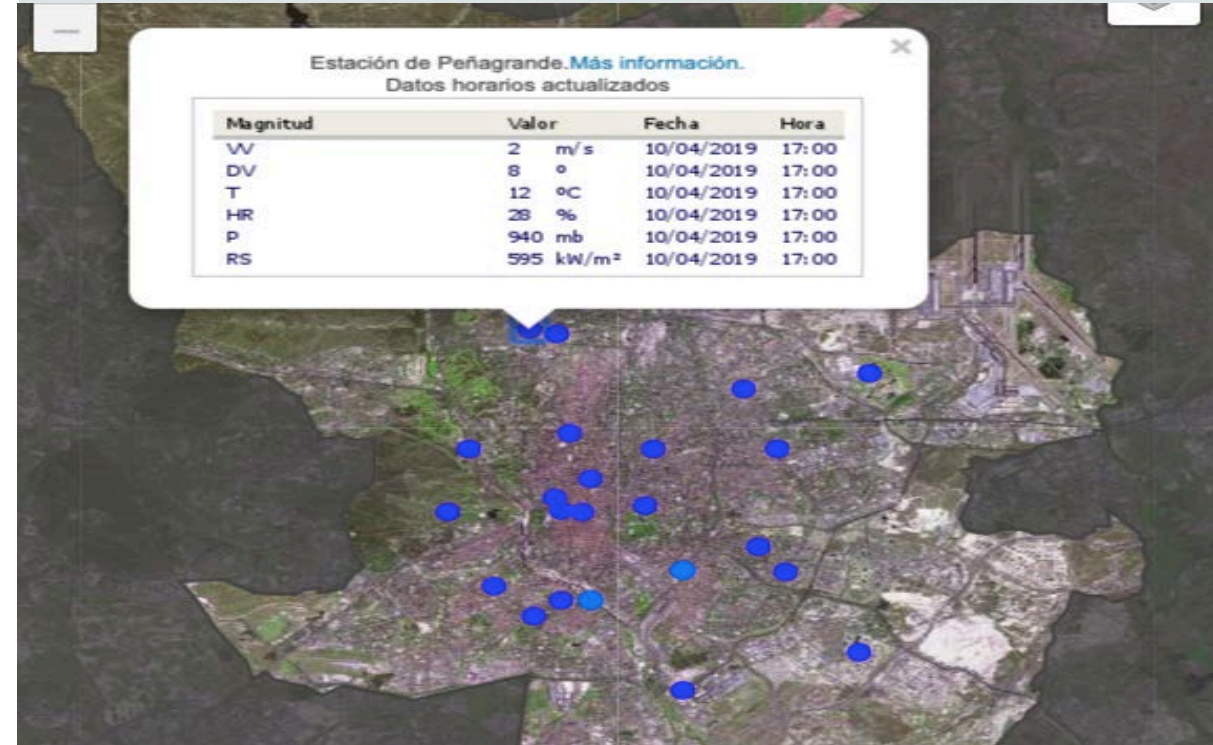 Estación de Peñagrande.Más información.
Datos horarios actualizados
Magnitud Valor Fecha Hora
VV 2 m/s 10/04/2019 17:00
DV 8 º 10/04/2019 17:00
T 12 ºC 10/04/2019 17:00
HR 28 % 10/04/2019 17:00
P 940 mb 10/04/2019 17:00
RS 595 kW/m² 10/04/2019 17:00